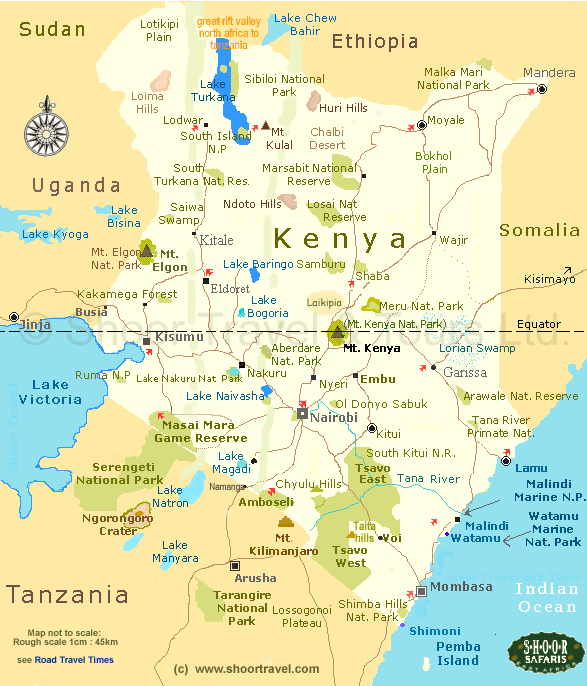 Sudan
Lotikipi
Plain
great rift valley
north africa to
tanzania
Lake Chew
Bahir
Ethiopia
Lake
Turkana
Sibiloi National
Park
Malka Mari
National Park
Mandera
Loima
Hills
Huri Hills
Lodwar
South Island
N.P
Mt
Kulal
Chalbi
Desert
Moyale
Bokhol
Plain
South
Turkana Nat. Res.
Marsabit National
Reserve
Uganda
Ndoto Hills
Losai Nat
Reserve
Saiwa
Swamp
Lake
Bisina
Lake Kyoga
Kitale
Kenya
Wajir
Somalia
Mt. Elgon
Nat. Park
Mt.
Elgon
Lake Baringo
Samburu
Shaba
Kisimayo
Eldoret
Kakamega Forest
Lake
Bogoria
Laikipia
Meru Nat. Park
Busia
Jinja
(Mt. Kenya Nat. Park)
Equator
© Shoor Travel & Tours Ltd.
Kisumu
Mt. Kenya
Lorian Swamp
Aberdare
Nat. Park
Ruma N.P
Lake Nakuru Nat Park
Nakuru
Nyeri
Embu
Garissa
Lake
Victoria
Lake Naivasha
Ol Donyo Sabuk
Arawale Nat. Reserve
Masai Mara
Game Reserve
Nairobi
Kitui
Tana River
Primate Nat.
Shoor Travel
Lake
Magadi
South Kitui N.R.
Serengeti
National Park
Tsavo
East
Tana River
Lamu
Namanga
Chyulu Hills
Amboseli
Malindi
Marine N.P.
Lake
Natron
Ngorongoro
Crater
Watamu
Marine
Nat. Park
Mt.
Kilimanjaro
Taita
hills
Voi
Malindi
Watamu
Lake
Manyara
Tsavo
West
Arusha
Mombasa
Tanzania
Tarangire
National
Park
Lossogonoi
Plateau
Shimba Hills
Nat. Park
Indian
Ocean
Map not to scale:
Rough scale 1cm : 45km
see Road Travel Times
Shimoni
Pemba
Island
SHOOR
SAFARIS
EAST AFRICA
(c) www.shoortravel.com